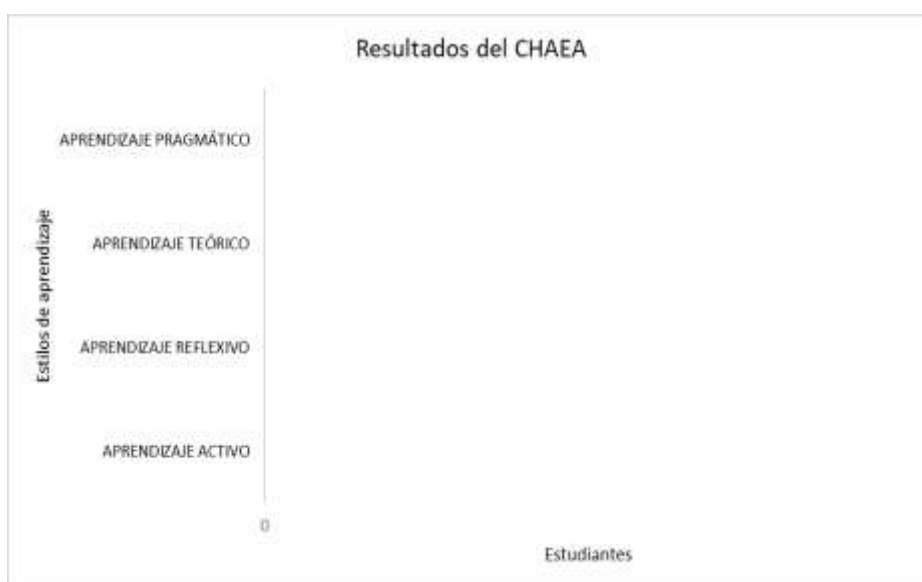 Resultados del CHAEA
Estilos de aprendizaje
APRENDIZAJE PRAGMÁTICO
APRENDIZAJE TEÓRICO
APRENDIZAJE REFLEXIVO
APRENDIZAJE ACTIVO
0
Estudiantes